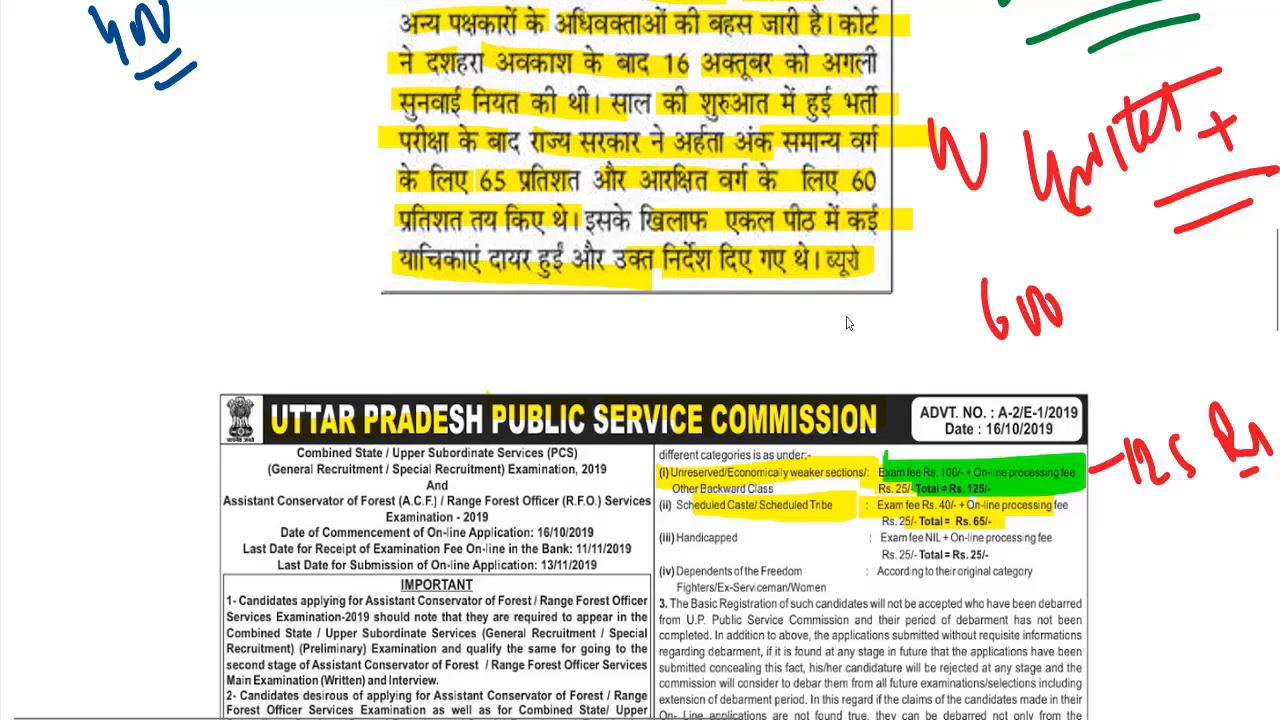 अन्य पक्षकारों के अधिवक्ताओं की बहस जारी है। कोर्ट
ने दशहरा अवकाश के बाद 16 अक्तूबर को अगली
सुनवाई नियत की थी। साल की शुरुआत में हुई भर्ती
परीक्षा के बाद राज्य सरकार ने अर्हता अंक समान्य वर्ग
के लिए 65 प्रतिशत और आरक्षित वर्ग के लिए 60
प्रतिशत तय किए थे। इसके खिलाफ एकल पीठ में कई
याचिकाएं दायर हुईं और उक्त निर्देश दिए गए थे। ब्यूरो
600
UTTAR PRADESH PUBLIC SERVICE COMMISSION
ADVT. NO. : A-2/E-1/2019
Date : 16/10/2019
Combined State / Upper Subordinate Services (PCS)
(General Recruitment / Special Recruitment) Examination, 2019
And
Assistant Conservator of Forest (A.C.F) / Range Forest Officer (R.F.O.) Services
Examination - 2019
Date of Commencement of On-line Application: 16/10/2019
Last Date for Receipt of Examination Fee On-line in the Bank: 11/11/2019
Last Date for Submission of On-line Application: 13/11/2019
IMPORTANT
1- Candidates applying for Assistant Conservator of Forest / Range Forest Officer
Services Examination-2019 should note that they are required to appear in the
Combined State / Upper Subordinate Services (General Recruitment / Special
Recruitment) (Preliminary) Examination and qualify the same for going to the
second stage of Assistant Conservator of Forest / Range Forest Officer Services
Main Examination (Written) and Interview.
2- Candidates desirous of applying for Assistant Conservator of Forest / Range
Forest Officer Services Examination as well as for Combined State/ Upper
different categories is as under:-
(i) Unreserved/Economically weaker sections/: Exam fee Rs. 100/- + On-line processing fee
Other Backward Class Rs. 25/- Total = Rs. 125/-
(ii) Scheduled Caste/ Scheduled Tribe : Exam fee Rs. 40/- + On-line processing fee
Rs. 25/- Total = Rs. 65/-
(iii) Handicapped : Exam fee NIL + On-line processing fee
Rs. 25/- Total= Rs. 25/-
(iv) Dependents of the Freedom : According to their original category
Fighters/Ex-Serviceman/Women
3. The Basic Registration of such candidates will not be accepted who have been debarred
from U.P. Public Service Commission and their period of debarment has not been
completed. In addition to above, the applications submitted without requisite informations
regarding debarment, if it is found at any stage in future that the applications have been
submitted concealing this fact, his/her candidature will be rejected at any stage and the
commission will consider to debar them from all future examinations/selections including
extension of debarment period. In this regard if the claims of the candidates made in their
On- Line applications are not found true, they can be debarred not only from the
125 Rs